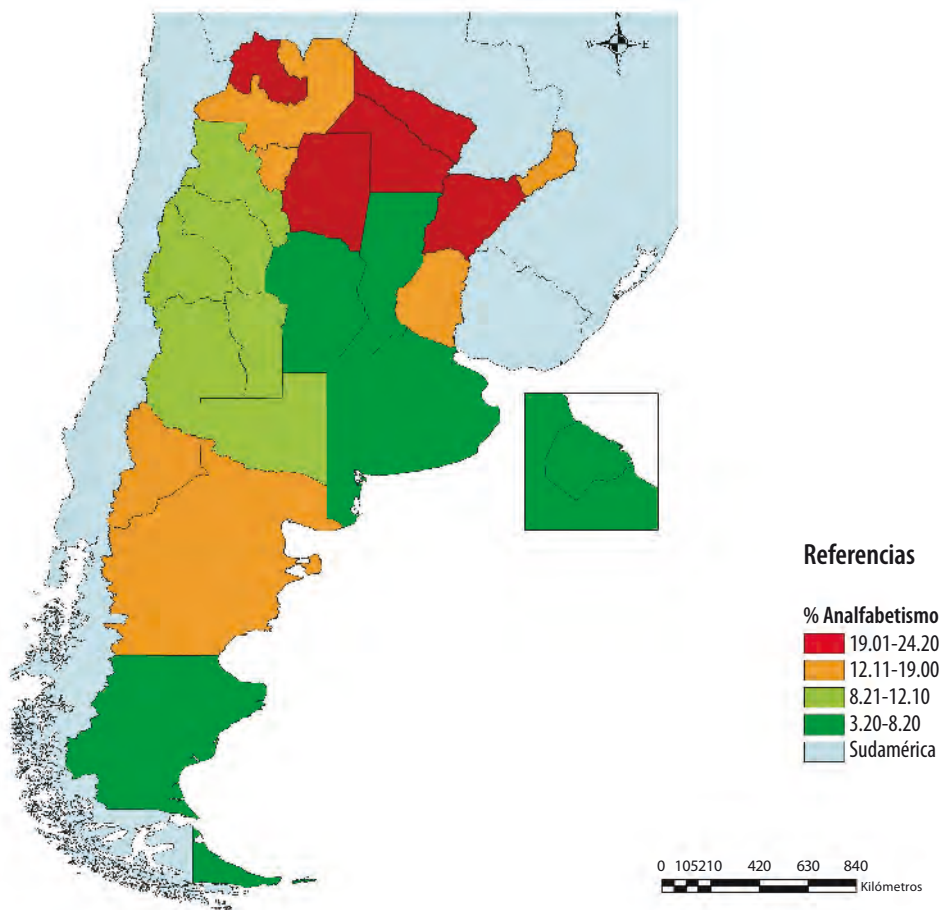 N
W E
S
Referencias
% Analfabetismo
19.01-24.20
12.11-19.00
8.21-12.10
3.20-8.20
Sudamérica
0 105210 420 630 840
Kilómetros